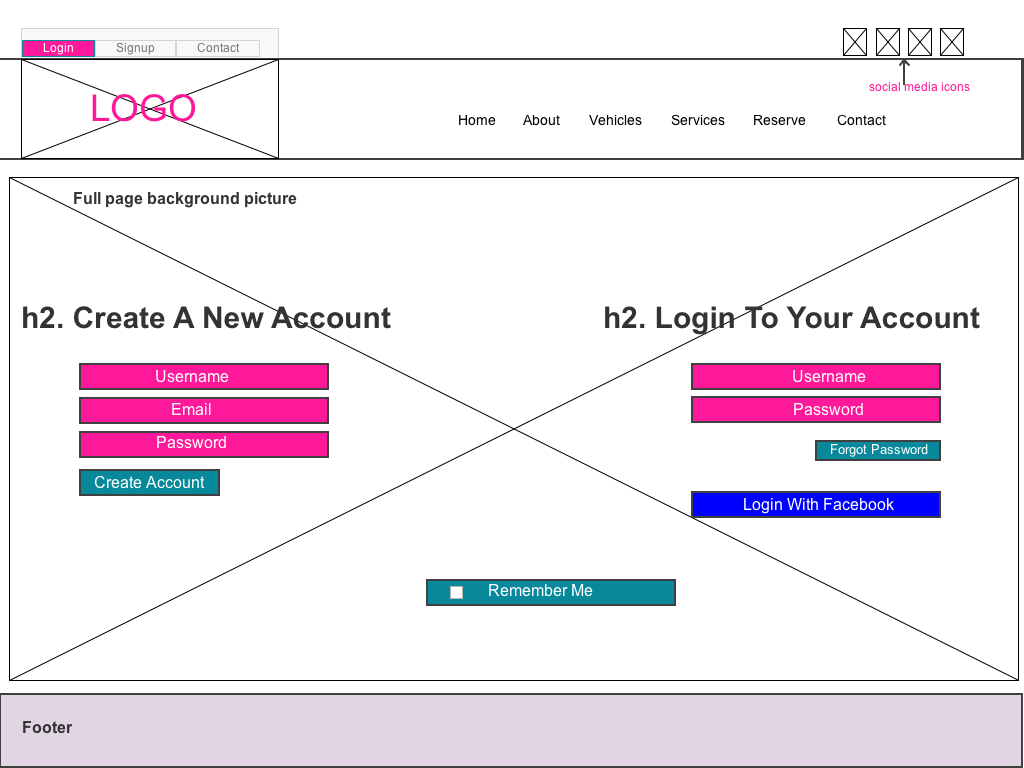 Login Signup Contact
social media icons
LOGO
Home About Vehicles Services Reserve Contact
Full page background picture
h2. Create A New Account
Username
Email
Password
Create Account
h2. Login To Your Account
Username
Password
Forgot Password
Login With Facebook
Remember Me
Footer